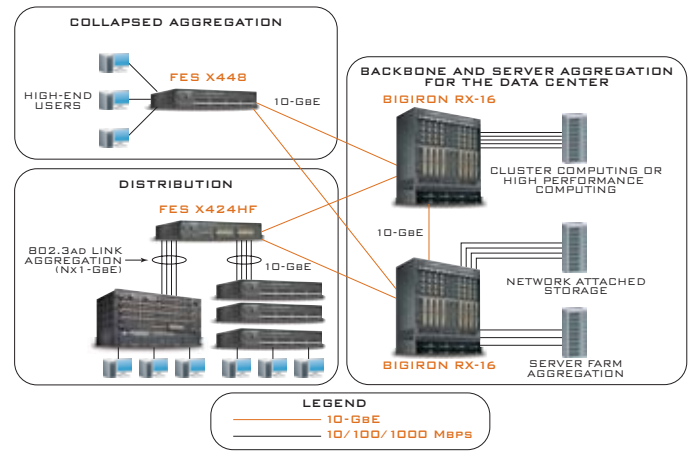 COLLAPSED AGGREGATION
FES X448
HIGH-END
USERS
10-GBE
DISTRIBUTION
FES X424HF
802.3AD LINK
AGGREGATION
(NX1-GBE)
10-GBE
BACKBONE AND SERVER AGGREGATION
FOR THE DATA CENTER
BIGIRON RX-16
CLUSTER COMPUTING OR
HIGH PERFORMANCE
COMPUTING
10-GBE
NETWORK ATTACHED
STORAGE
BIGIRON RX-16
SERVER FARM
AGGREGATION
LEGEND
10-GBE
10/100/1000 MBPS